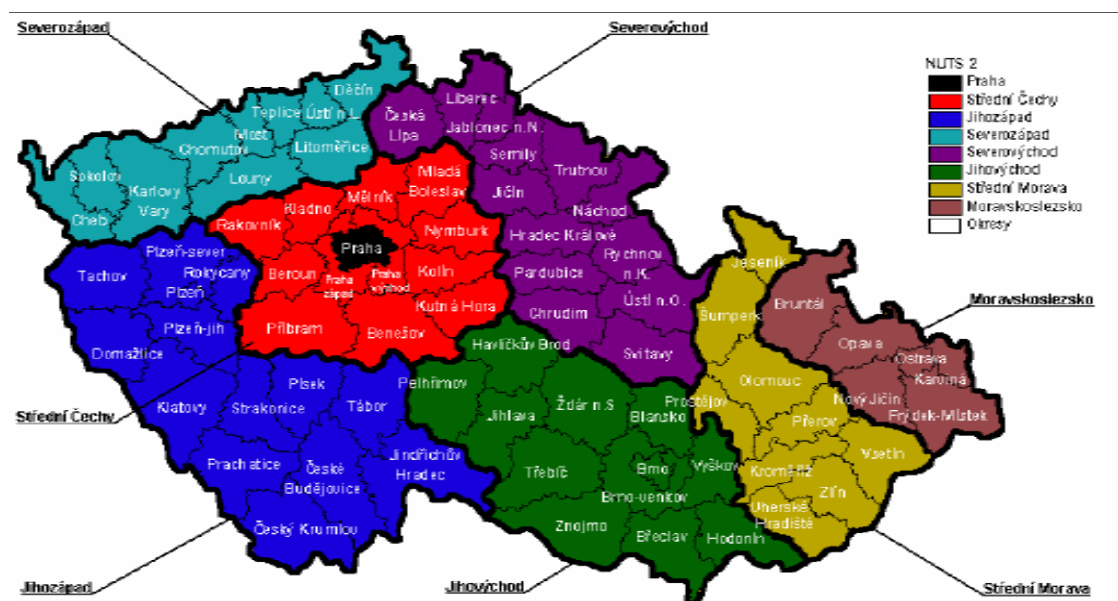 Severozápad
Severovýchod
NUTS 2
Praha
Střední Čechy
Jihozápad
Severozápad
Severovýchod
Jihovýchod
Střední Morava
Moravskoslezsko
Okresy
Děčín
Teplice
Ústí n L.
Most
Chomutov
Litoměřice
Sokolov
Karlovy
Vary
Louny
Cheb
Česká
Lípa
Liberec
Jablonec n.N.
Semily
Trutnov
Jičín
Náchod
Hradec Králové
Rychnov
n.K.
Pardubice
Ústí n.O.
Chrudim
Svitavy
Mladá
Boleslav
Mělník
Kladno
Rakovník
Nymburk
Praha
Beroun
Praha
západ
Praha
východ
Kolín
Kutná Hora
Příbram
Benešov
Plzeň-sever
Tachov
Rokycany
Plzeň
Plzeň-jih
Domažlice
Klatovy
Písek
Strakonice
Tábor
Prachatice
České
Budějovice
Jindřichův
Hradec
Český Krumlov
Havlíčkův Brod
Pelhřimov
Jihlava
Žďár n.S
Blansko
Třebíč
Brno
Vyškov
Brno-venkov
Znojmo
Břeclav
Hodonín
Jeseník
Šumperk
Olomouc
Prostějov
Přerov
Kroměříž
Vsetín
Zlín
Uherské
Hradiště
Bruntál
Opava
Ostrava
Karviná
Nový Jičín
Frýdek-Místek
Moravskoslezsko
Střední Čechy
Jihozápad
Jihovýchod
Střední Morava